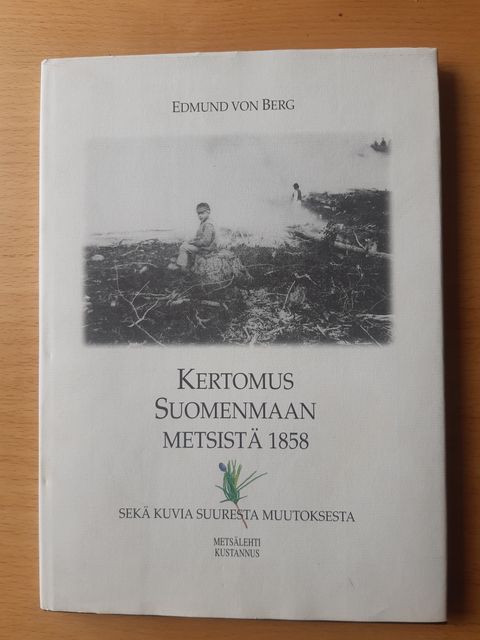 Edmund von Berg
Kertomus
Suomenmaan
metsistä 1858
sekä kuvia suuresta muutoksesta
Metsälehti
Kustannus